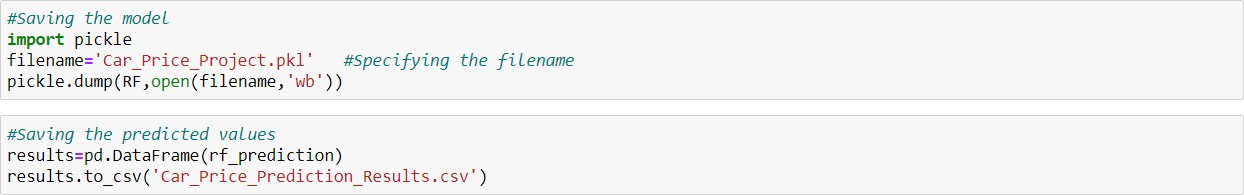 #Saving the model
import pickle
filename='Car_Price_Project.pkl'   #Specifying the filename
pickle.dump(RF,open(filename,'wb'))
#Saving the predicted values
results=pd.DataFrame(rf_prediction)
results.to_csv('Car_Price_Prediction_Results.csv')